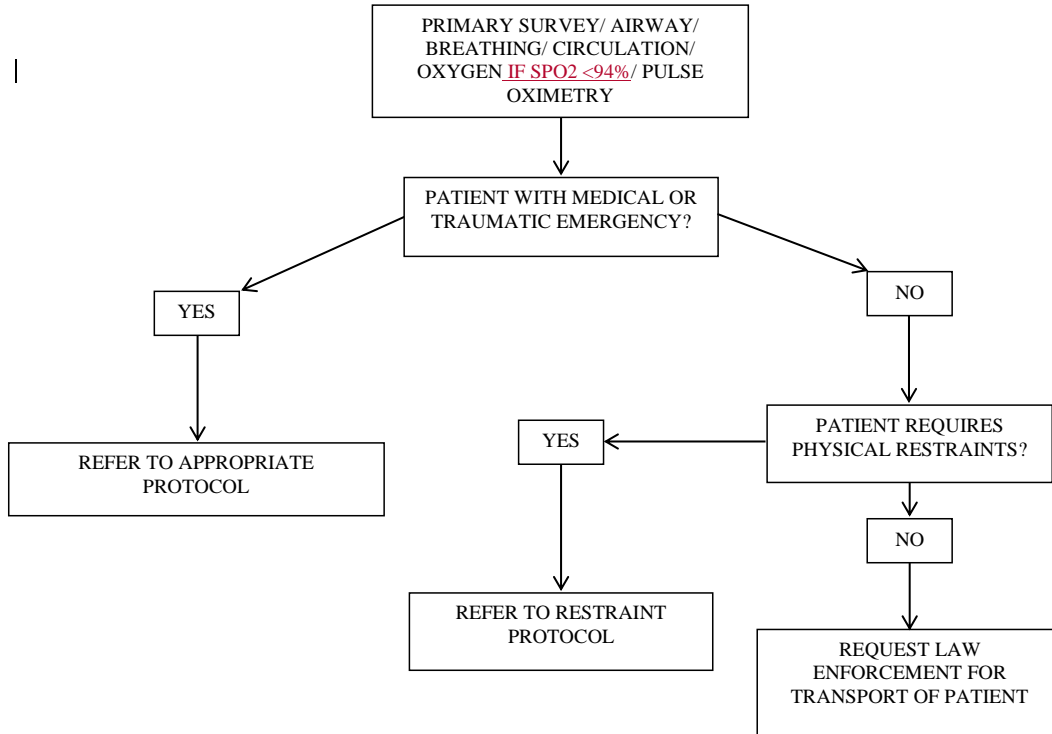 PRIMARY SURVEY/ AIRWAY/
BREATHING/ CIRCULATION/
OXYGEN IF SPO2 <94%/ PULSE
OXIMETRY
PATIENT WITH MEDICAL OR
TRAUMATIC EMERGENCY?
YES
NO
REFER TO APPROPRIATE
PROTOCOL
YES
PATIENT REQUIRES
PHYSICAL RESTRAINTS?
NO
REFER TO RESTRAINT
PROTOCOL
REQUEST LAW
ENFORCEMENT FOR
TRANSPORT OF PATIENT